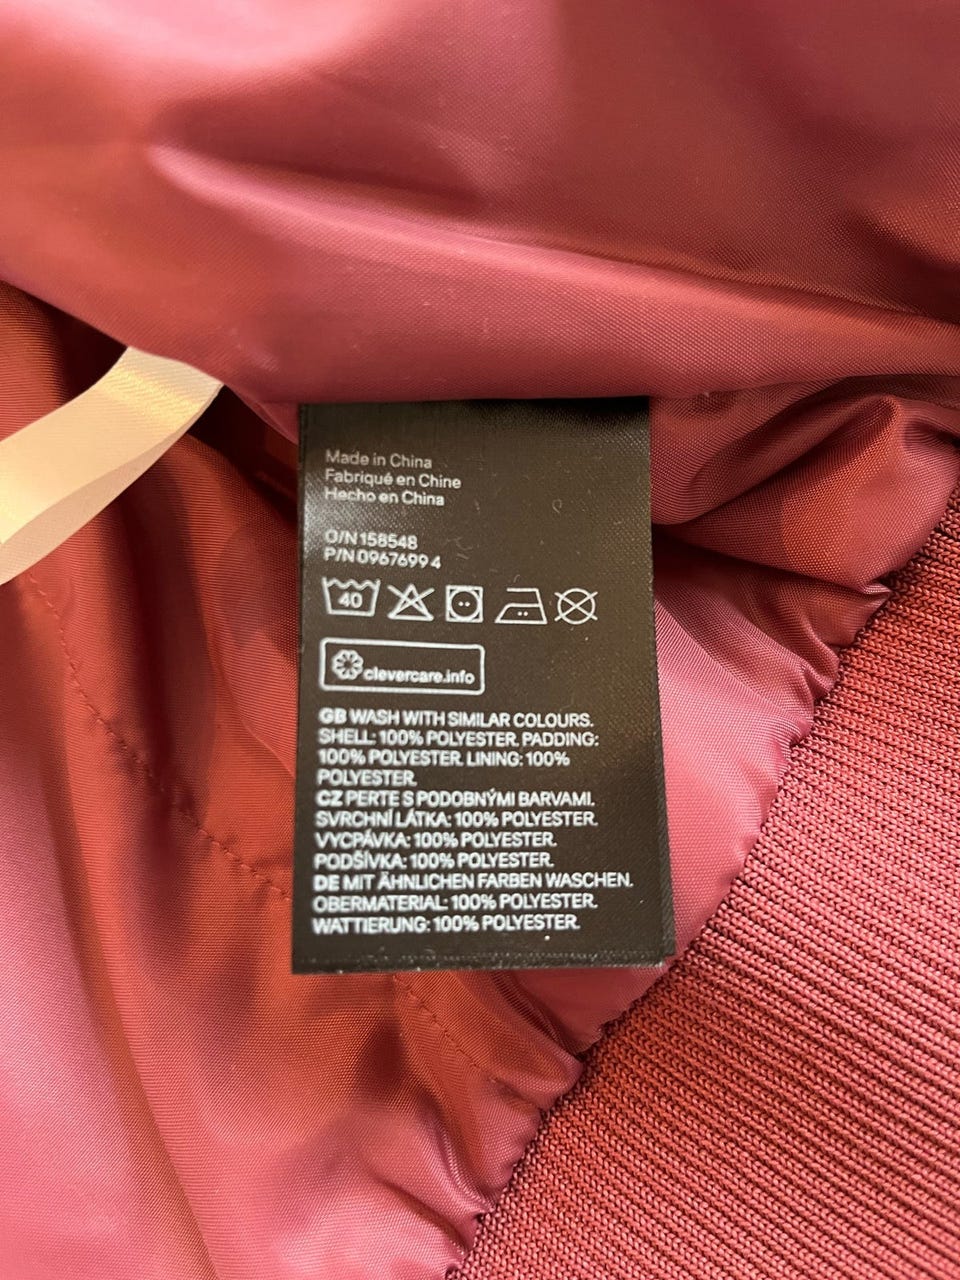 Made in China
Fabriqué en Chine
Hecho en China
O/N 158548
P/N 0967699 4
40
clevercare.info
GB WASH WITH SIMILAR COLOURS.
SHELL: 100% POLYESTER. PADDING:
100% POLYESTER. LINING: 100%
POLYESTER.
CZ PERTE S PODOBNÝMI BARVAMI.
SVRCHNÍ LÁTKA: 100% POLYESTER.
VYCPÁVKA: 100% POLYESTER.
PODŠÍVKA: 100% POLYESTER.
DE MIT ÄHNLICHEN FARBEN WASCHEN.
OBERMATERIAL: 100% POLYESTER.
WATTIERUNG: 100% POLYESTER.